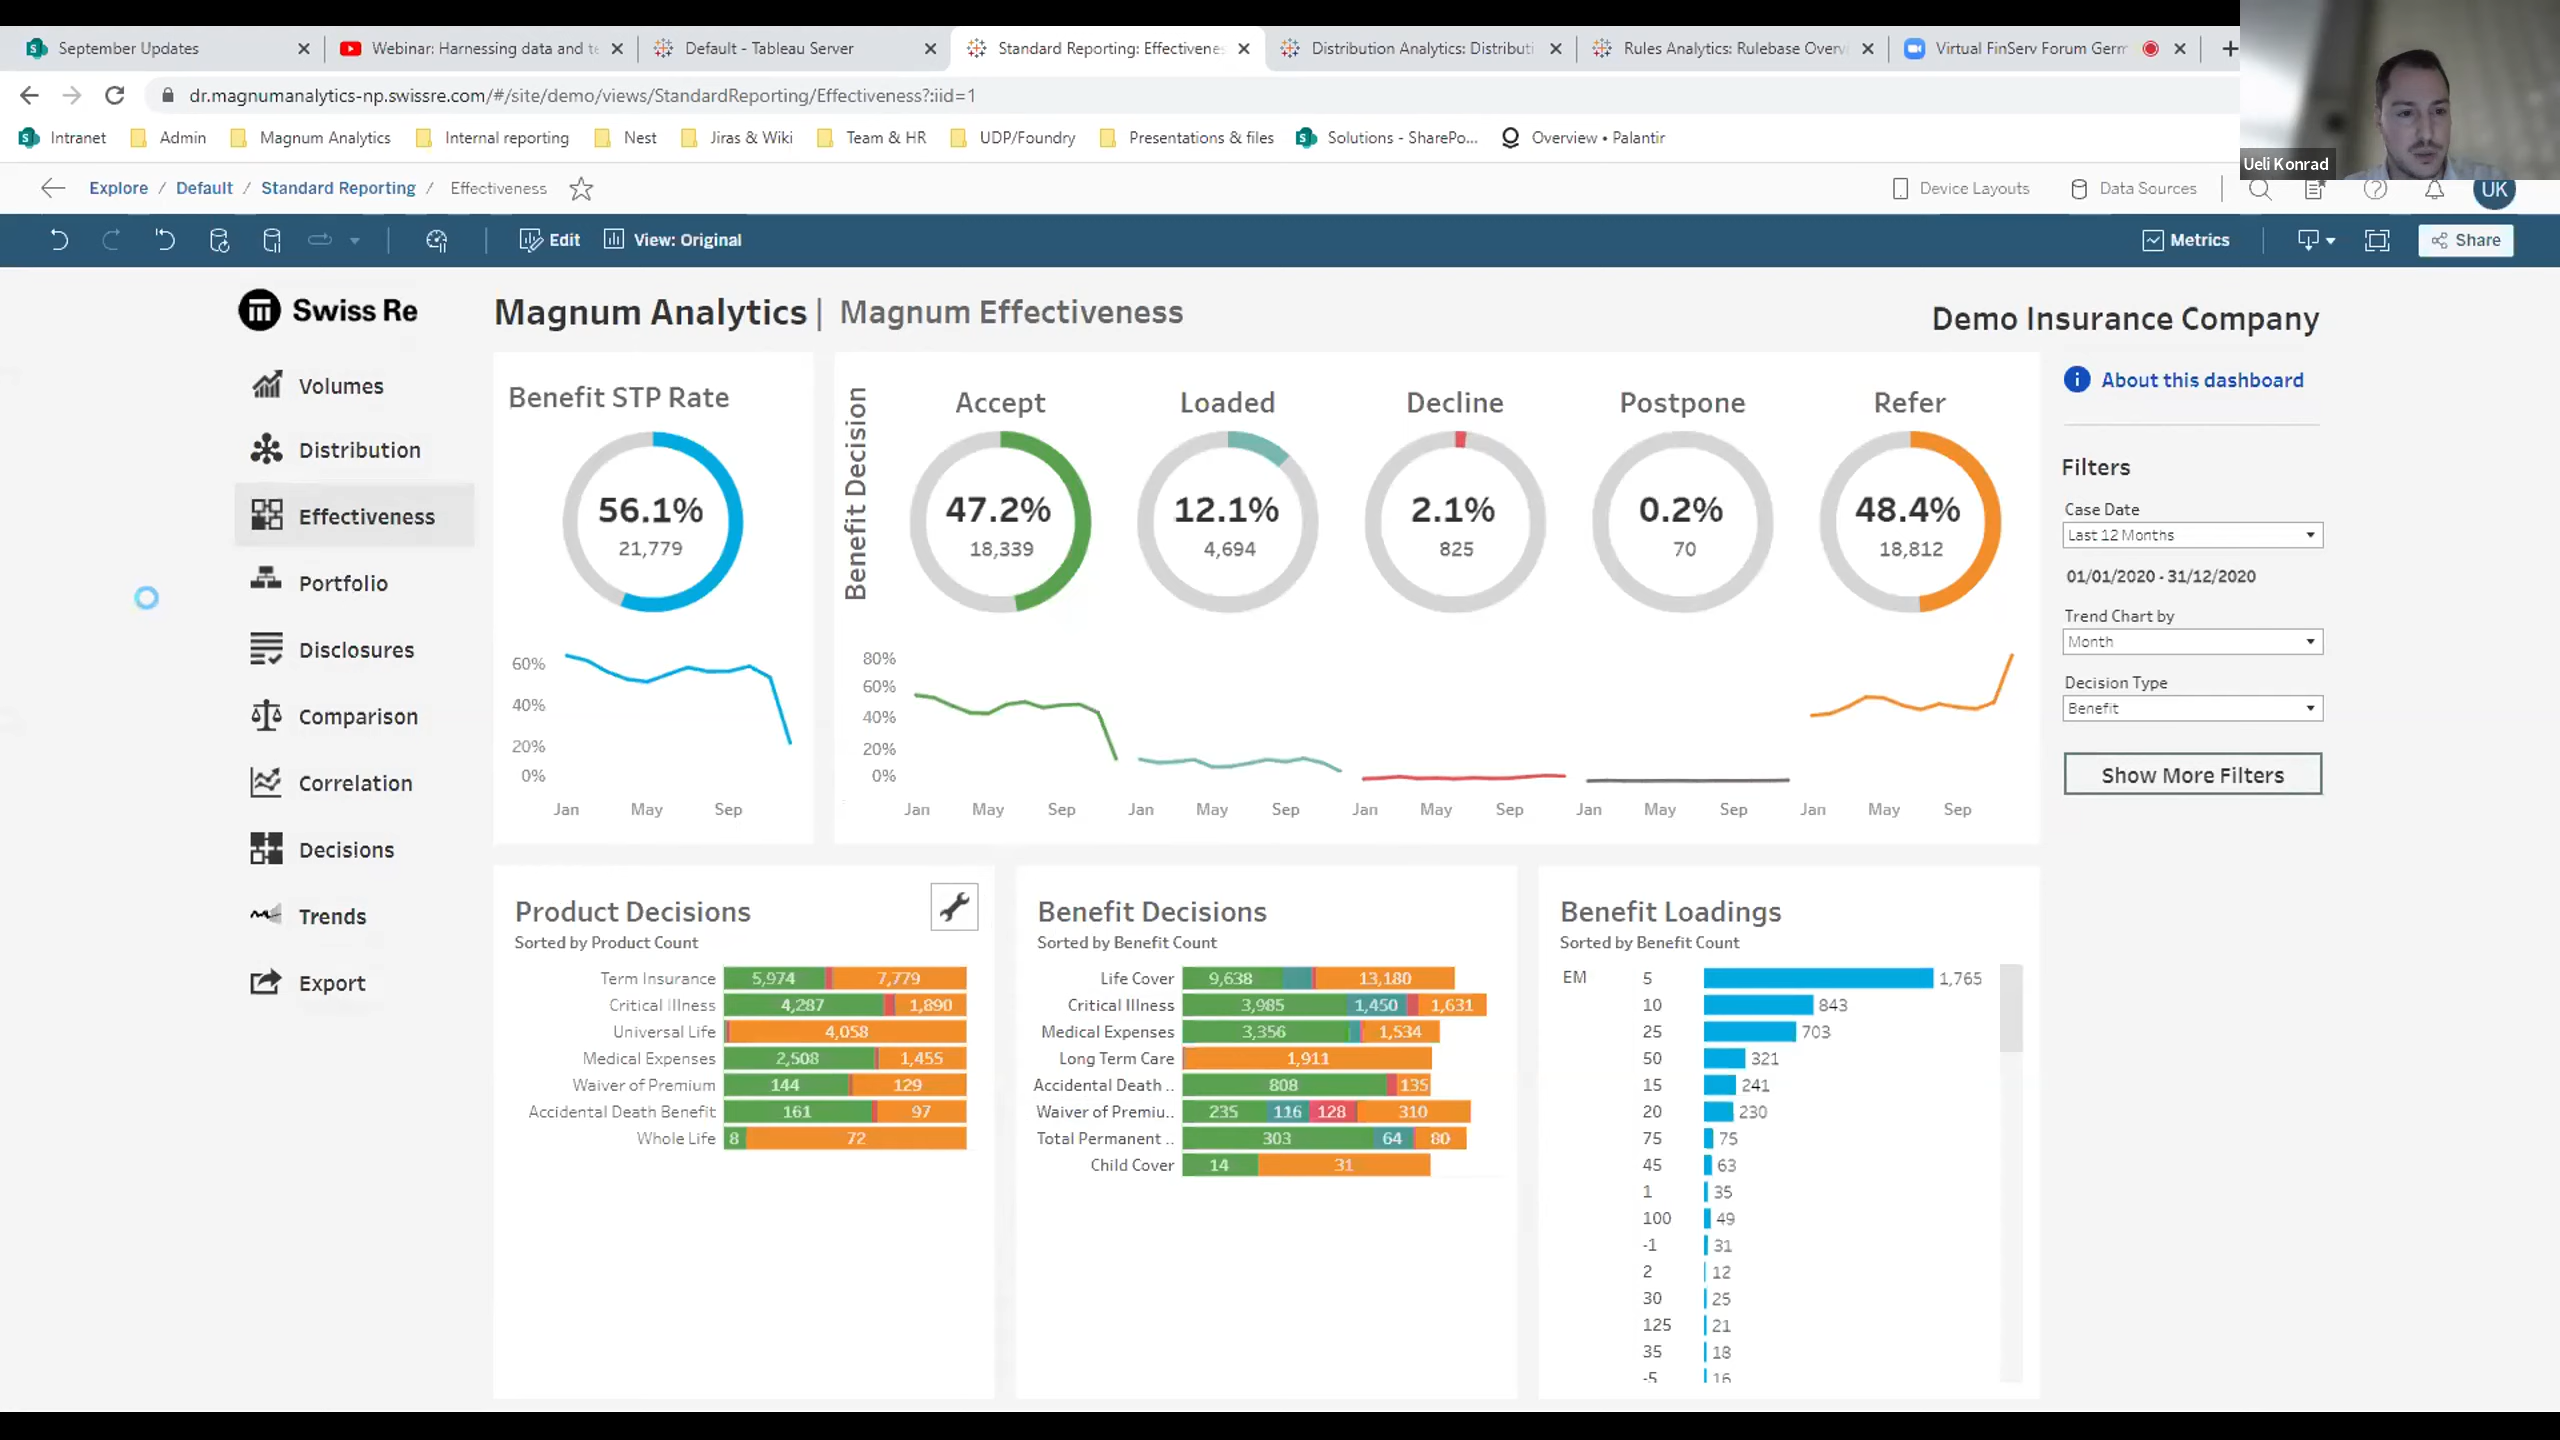 September Updates
Webinar: Harnessing data and te
Default - Tableau Server
Standard Reporting: Effectivenes
Distribution Analytics: Distributi
Rules Analytics: Rulebase Overv
Virtual FinServ Forum Germ
dr.magnumanalytics-np.swissre.com/#/site/demo/views/StandardReporting/Effectiveness?:iid=1
Intranet
Admin
Magnum Analytics
Internal reporting
Nest
Jiras & Wiki
Team & HR
UDP/Foundry
Presentations & files
Solutions - SharePo...
Overview • Palantir
Ueli Konrad
Explore / Default / Standard Reporting / Effectiveness
Device Layouts
Data Sources
UK
Edit
View: Original
Metrics
Share
Swiss Re
Magnum Analytics | Magnum Effectiveness
Demo Insurance Company
Volumes
Distribution
Effectiveness
Portfolio
Disclosures
Comparison
Correlation
Decisions
Trends
Export
Benefit STP Rate
56.1%
21,779
60%
40%
20%
0%
Jan May Sep
Benefit Decision
Accept
47.2%
18,339
Loaded
12.1%
4,694
Decline
2.1%
825
Postpone
0.2%
70
Refer
48.4%
18,812
80%
60%
40%
20%
0%
Jan May Sep Jan May Sep Jan May Sep Jan May Sep Jan May Sep
About this dashboard
Filters
Case Date
Last 12 Months
01/01/2020 - 31/12/2020
Trend Chart by
Month
Decision Type
Benefit
Show More Filters
Product Decisions
Sorted by Product Count
Term Insurance 5,974 7,779
Critical Illness 4,287 1,890
Universal Life 4,058
Medical Expenses 2,508 1,455
Waiver of Premium 144 129
Accidental Death Benefit 161 97
Whole Life 8 72
Benefit Decisions
Sorted by Benefit Count
Life Cover 9,638 13,180
Critical Illness 3,985 1,450 1,631
Medical Expenses 3,356 1,534
Long Term Care 1,911
Accidental Death .. 808 135
Waiver of Premiu.. 235 116 128 310
Total Permanent .. 303 64 80
Child Cover 14 31
Benefit Loadings
Sorted by Benefit Count
EM 5 1,765
10 843
25 703
50 321
15 241
20 230
75 75
45 63
1 35
100 49
-1 31
2 12
30 25
125 21
35 18
-5 16